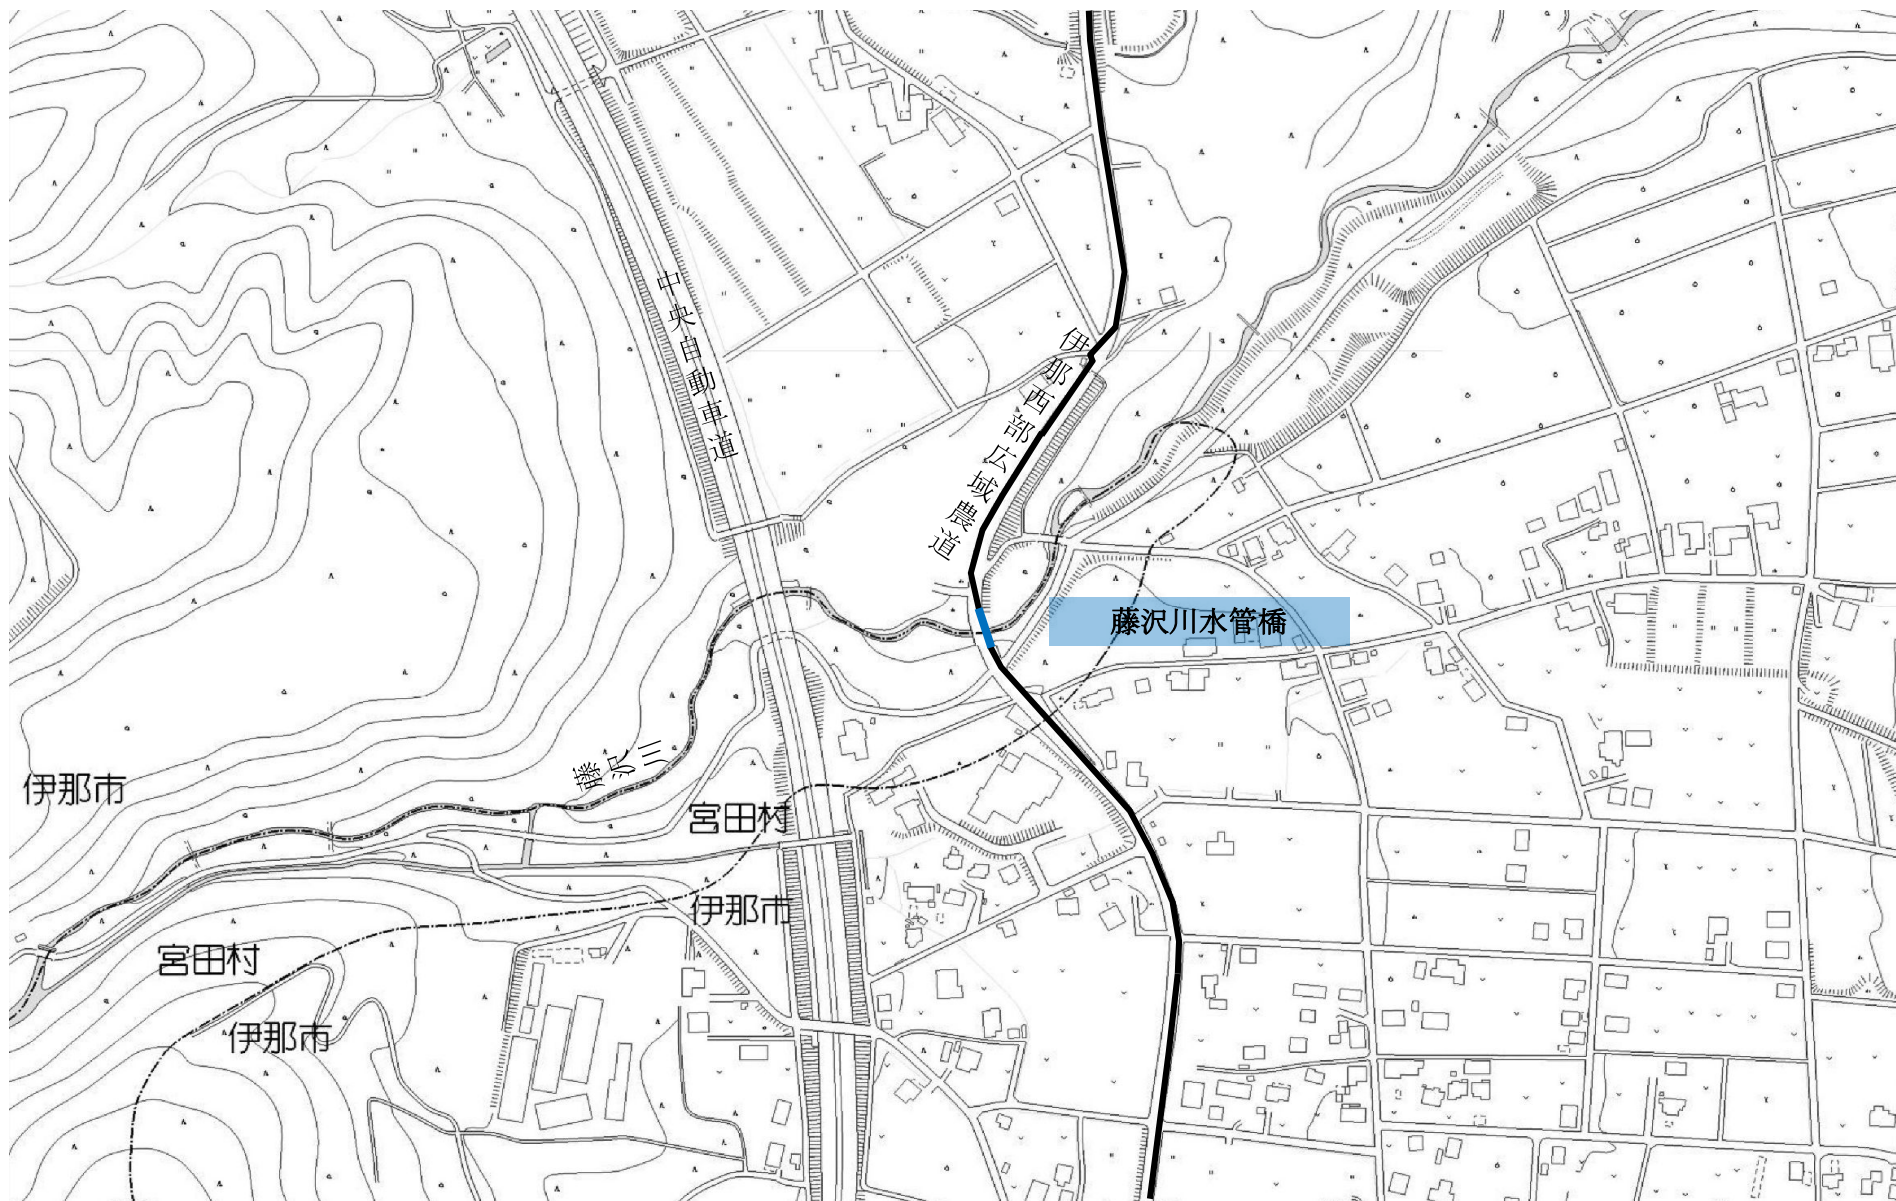 中央自動車道
伊那西部広域農道
藤沢川水管橋
藤沢川
伊那市
宮田村
伊那市
宮田村
伊那市